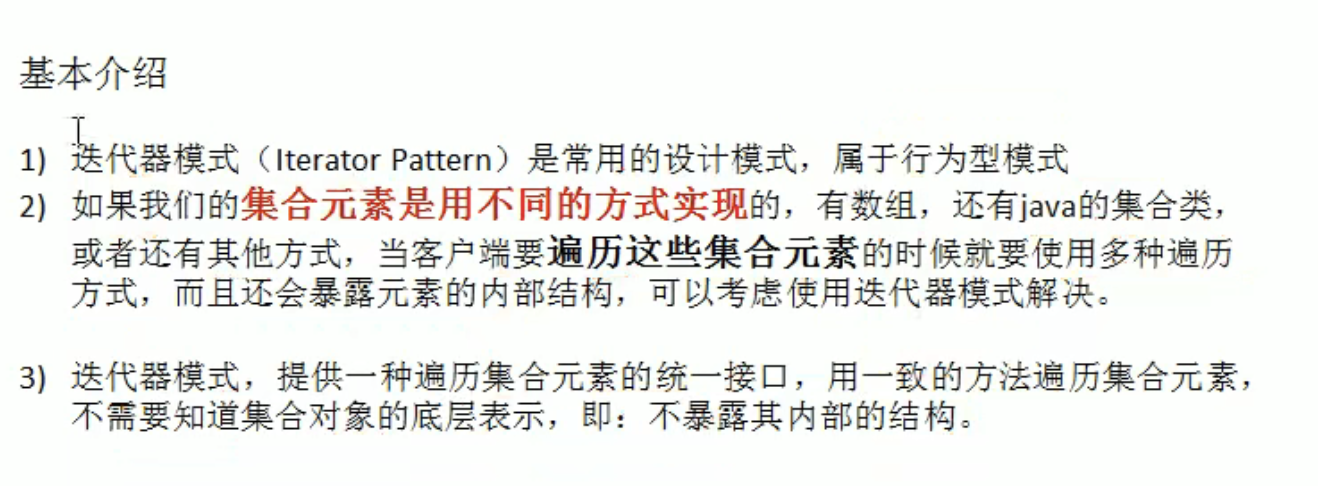 基本介绍
1) 迭代器模式（Iterator Pattern）是常用的设计模式，属于行为型模式
2) 如果我们的集合元素是用不同的方式实现的，有数组，还有java的集合类，
或者还有其他方式，当客户端要遍历这些集合元素的时候就要使用多种遍历
方式，而且还会暴露元素的内部结构，可以考虑使用迭代器模式解决。
3) 迭代器模式，提供一种遍历集合元素的统一接口，用一致的方法遍历集合元素，
不需要知道集合对象的底层表示，即：不暴露其内部的结构。